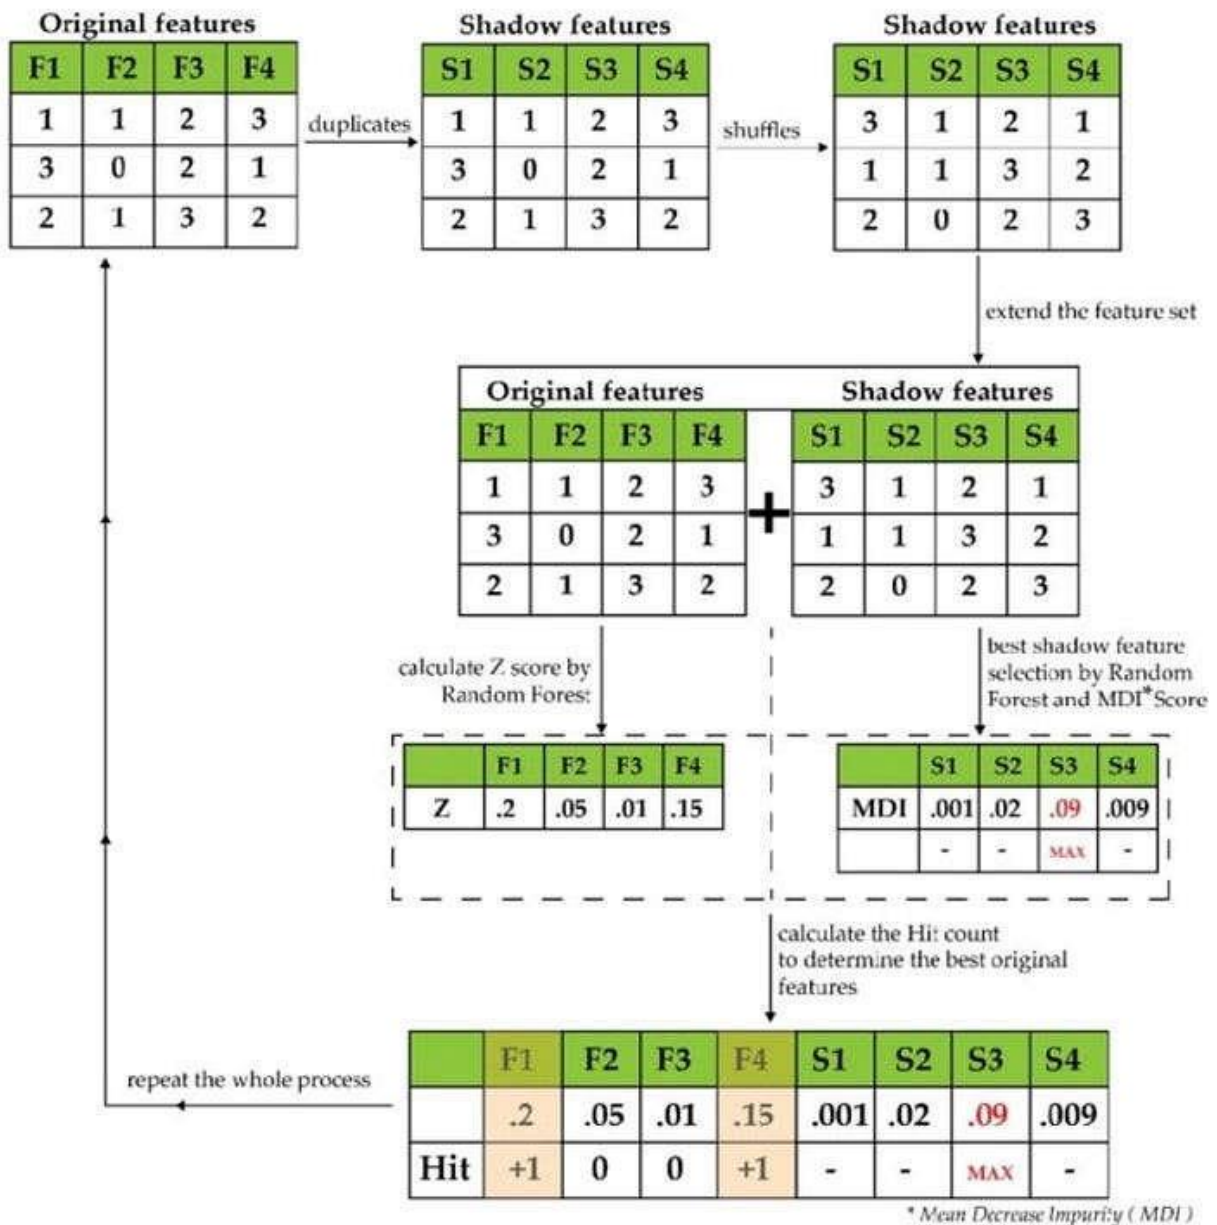 Original features
F1 F2 F3 F4
1 1 2 3
3 0 2 1
2 1 3 2
duplicates
Shadow features
S1 S2 S3 S4
1 1 2 3
3 0 2 1
2 1 3 2
shuffles
Shadow features
S1 S2 S3 S4
3 1 2 1
1 1 3 2
2 0 2 3
extend the feature set
Original features
F1 F2 F3 F4
1 1 2 3
3 0 2 1
2 1 3 2
+
Shadow features
S1 S2 S3 S4
3 1 2 1
1 1 3 2
2 0 2 3
calculate Z score by
Random Forest
best shadow feature
selection by Random
Forest and MDI* Score
F1 F2 F3 F4
Z .2 .05 .01 .15
S1 S2 S3 S4
MDI .001 .02 .09 .009
- - MAX -
calculate the Hit count
to determine the best original
features
repeat the whole process
F1 F2 F3 F4 S1 S2 S3 S4
.2 .05 .01 .15 .001 .02 .09 .009
Hit +1 0 0 +1 - - MAX -
* Mean Decrease Impurity ( MDI )